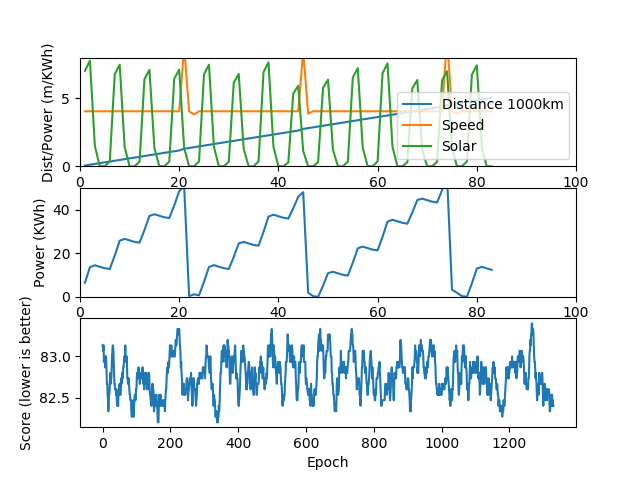 Dist/Power (m/KWh)
5
0
Distance 1000km
Speed
Solar
0 20 40 60 80 100
Power (KWh)
40
20
0
0 20 40 60 80 100
Score (lower is better)
83.0
82.5
0 200 400 600 800 1000 1200
Epoch